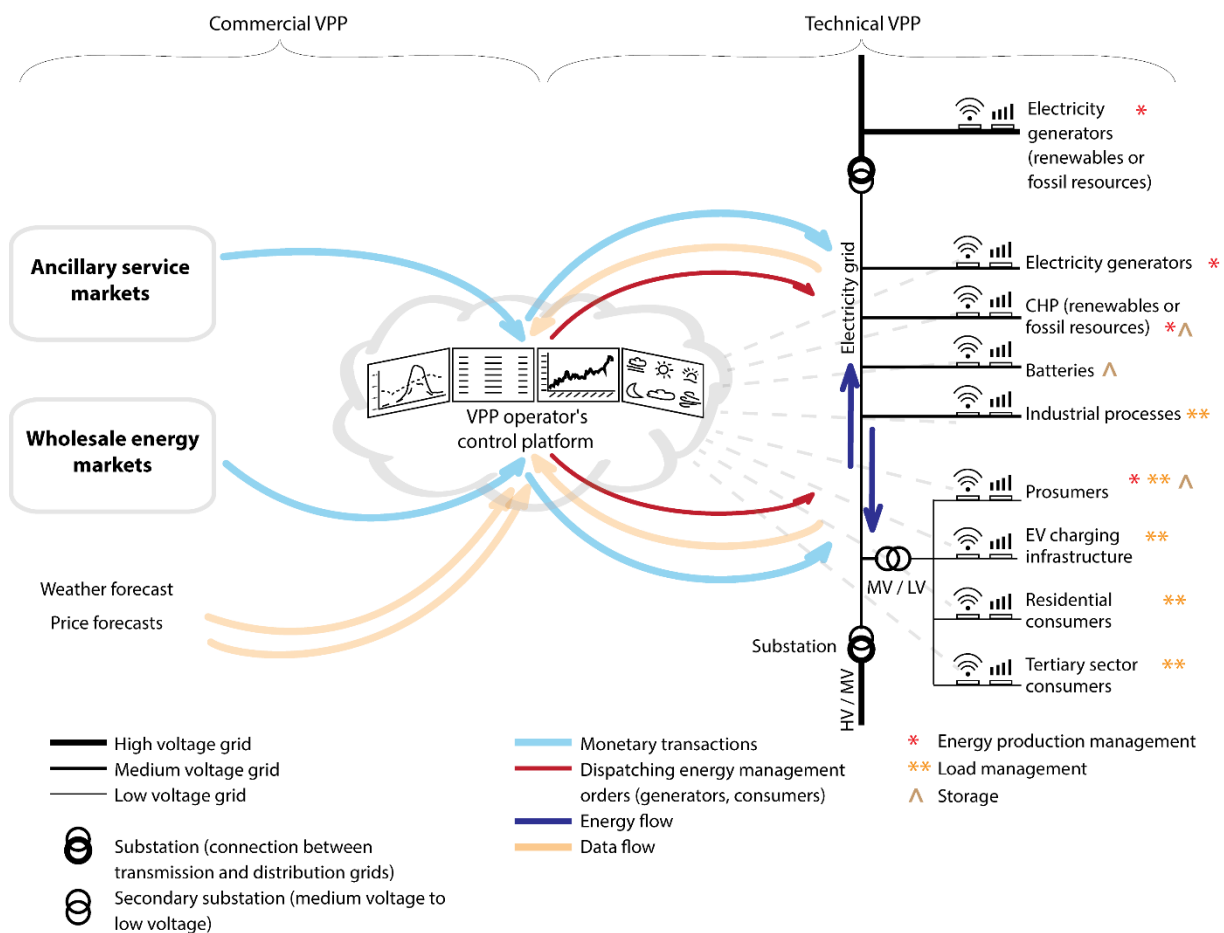 Commercial VPP
Technical VPP
Electricity *
generators
(renewables or
fossil resources)
Ancillary service
markets
Electricity grid
Electricity generators *
CHP (renewables or
fossil resources) *^
Batteries ^
VPP operator's
control platform
Industrial processes **
Wholesale energy
markets
Prosumers * ** ^
EV charging **
infrastructure
MV / LV
Weather forecast
Price forecasts
Residential **
consumers
Substation
Tertiary sector **
consumers
HV / MV
High voltage grid
Medium voltage grid
Low voltage grid
Substation (connection between
transmission and distribution grids)
Secondary substation (medium voltage to
low voltage)
Monetary transactions
Dispatching energy management
orders (generators, consumers)
Energy flow
Data flow
* Energy production management
** Load management
^ Storage